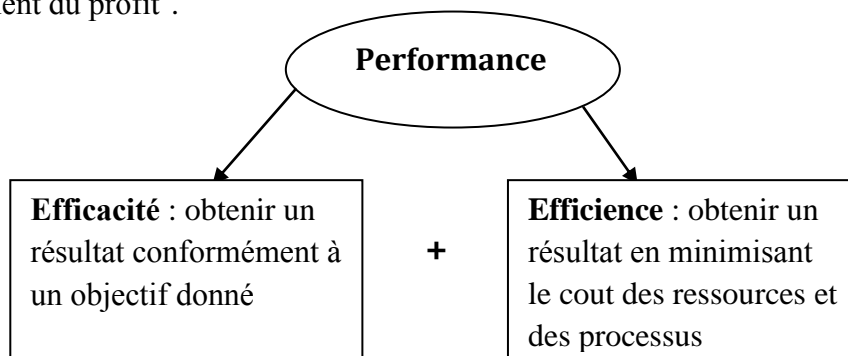 ent du profit .
Performance
Efficacité : obtenir un
résultat conformément à
un objectif donné
+
Efficience : obtenir un
résultat en minimisant
le cout des ressources et
des processus